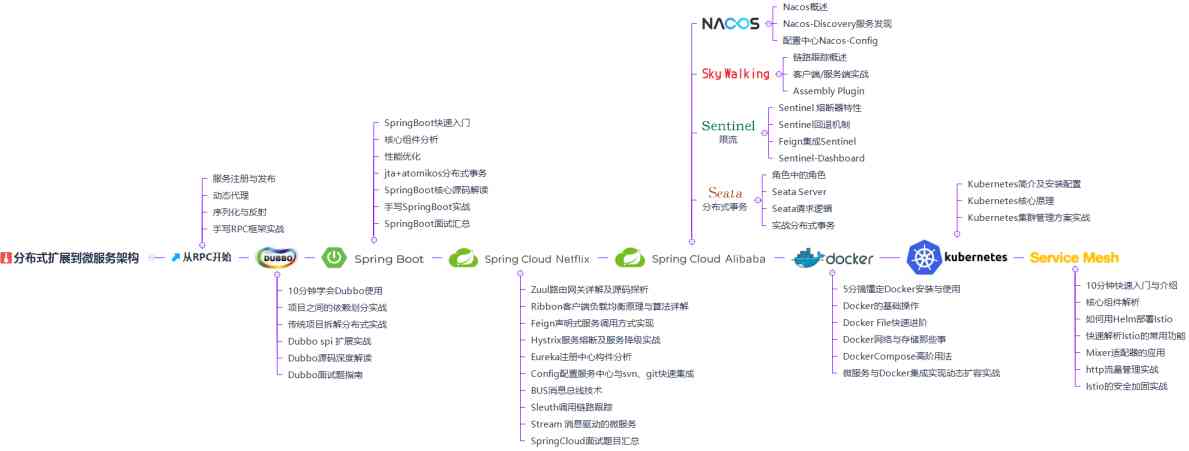 分布式扩展到微服务架构
从RPC开始
服务注册与发布
动态代理
序列化与反射
手写RPC框架实战
DUBBO
10分钟学会Dubbo使用
项目之间的依赖划分实战
传统项目拆解分布式实战
Dubbo spi 扩展实战
Dubbo源码深度解读
Dubbo面试题指南
Spring Boot
SpringBoot快速入门
核心组件分析
性能优化
jta+atomikos分布式事务
SpringBoot核心源码解读
手写SpringBoot实战
SpringBoot面试汇总
Spring Cloud Netflix
Zuul路由网关详解及源码探析
Ribbon客户端负载均衡原理与算法详解
Feign声明式服务调用方式实现
Hystrix服务熔断及服务降级实战
Eureka注册中心构件分析
Config配置服务中心与svn、git快速集成
BUS消息总线技术
Sleuth调用链路跟踪
Stream 消息驱动的微服务
SpringCloud面试题目汇总
Spring Cloud Alibaba
NACOS
Nacos概述
Nacos-Discovery服务发现
配置中心Nacos-Config
Sky Walking
链路跟踪概述
客户端/服务端实战
Assembly Plugin
Sentinel
限流
Sentinel 熔断器特性
Sentinel回退机制
Feign集成Sentinel
Sentinel-Dashboard
Seata
分布式事务
角色中的角色
Seata Server
Seata请求逻辑
实战分布式事务
docker
5分搞懂定Docker安装与使用
Docker的基础操作
Docker File快速进阶
Docker网络与存储那些事
DockerCompose高阶用法
微服务与Docker集成实现动态扩容实战
kubernetes
Kubernetes简介及安装配置
Kubernetes核心原理
Kubernetes集群管理方案实战
Service Mesh
10分钟快速入门与介绍
核心组件解析
如何用Helm部署Istio
快速解析Istio的常用功能
Mixer适配器的应用
http流量管理实战
Istio的安全加固实战